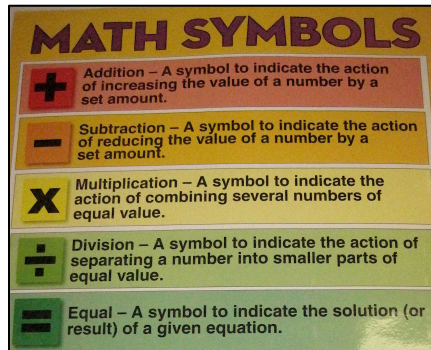 MATH SYMBOLS
+ Addition – A symbol to indicate the action
of increasing the value of a number by a
set amount.
− Subtraction – A symbol to indicate the action
of reducing the value of a number by a
set amount.
x Multiplication – A symbol to indicate the
action of combining several numbers of
equal value.
÷ Division – A symbol to indicate the action of
separating a number into smaller parts of
equal value.
= Equal – A symbol to indicate the solution (or
result) of a given equation.